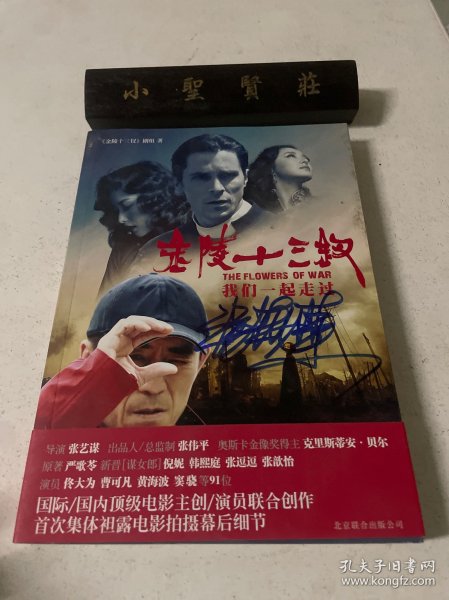 小聖賢莊
《金陵十三钗》剧组 著
金陵十三钗
THE FLOWERS OF WAR
我们一起走过
导演 张艺谋 出品人/总监制 张伟平 奥斯卡金像奖得主 克里斯蒂安·贝尔
原著 严歌苓 新晋[谋女郎] 倪妮 韩熙庭 张逗逗 张歆怡
演员 佟大为 曹可凡 黄海波 窦骁 等91位
国际/国内顶级电影主创/演员联合创作
首次集体袒露电影拍摄幕后细节
北京联合出版公司
孔夫子旧书网
www.kongfz.com